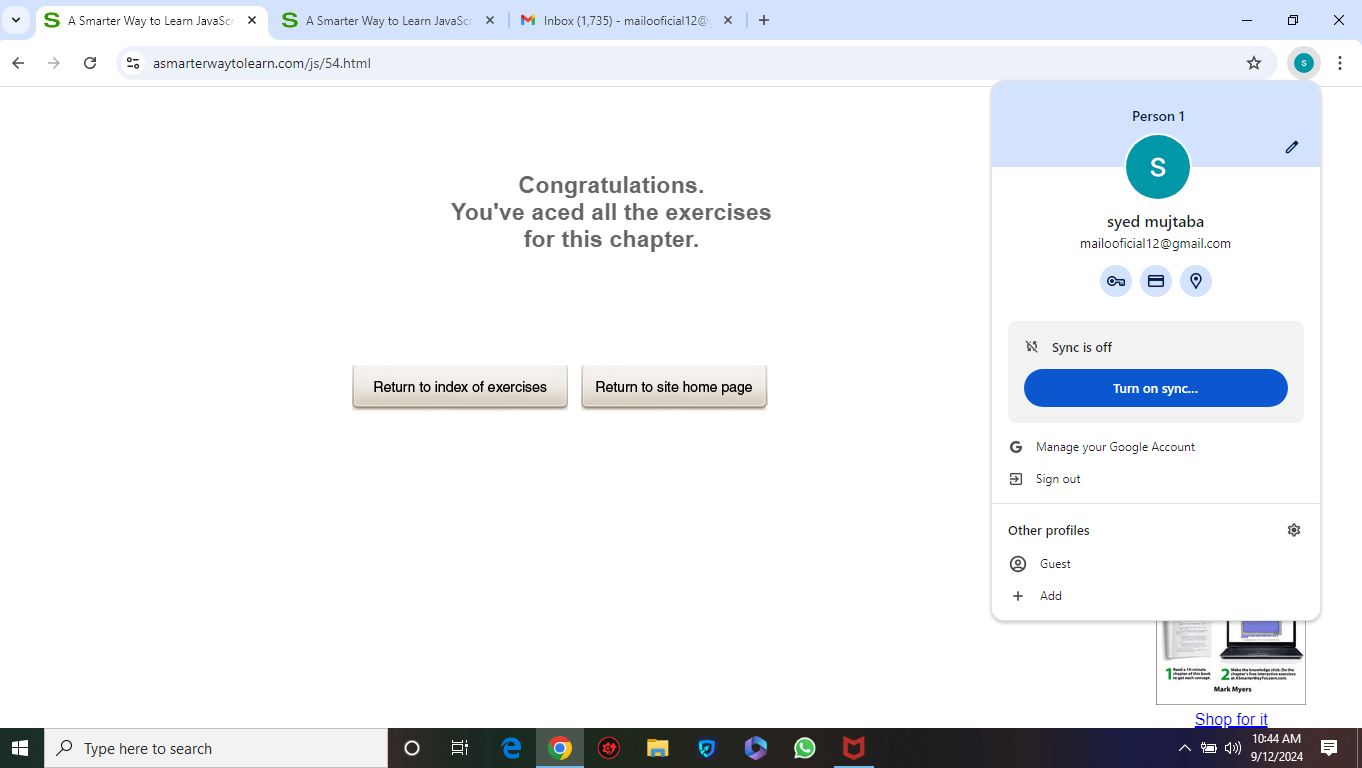 A Smarter Way to Learn JavaScr
A Smarter Way to Learn JavaScr
Inbox (1,735) - mailooficial12@
asmarterwaytolearn.com/js/54.html
S
Person 1
S
syed mujtaba
mailooficial12@gmail.com
Sync is off
Turn on sync...
Manage your Google Account
Sign out
Other profiles
Guest
Add
Congratulations.
You've aced all the exercises
for this chapter.
Return to index of exercises
Return to site home page
1 Read a 10-minute
chapter of this book
to get each concept.
2 Make the knowledge stick. Do the
chapter's free interactive exercises
at ASmarterWayToLearn.com.
Mark Myers
Shop for it
Type here to search
10:44 AM
9/12/2024